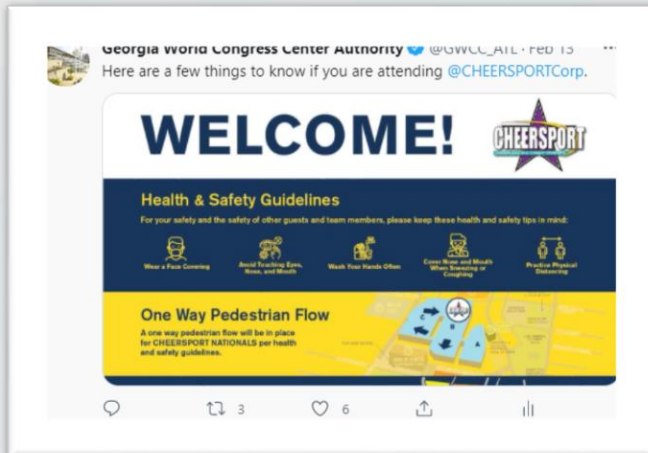 Georgia World Congress Center Authority @GWCC_ATL · Feb 13 ...
Here are a few things to know if you are attending @CHEERSPORTCorp.
WELCOME!
CHEERSPORT
Health & Safety Guidelines
For your safety and the safety of other guests and team members, please keep these health and safety tips in mind:
Wear a Face Covering
Avoid Touching Eyes,
Nose, and Mouth
Wash Your Hands Often
Cover Nose and Mouth
When Sneezing or
Coughing
Practice Physical
Distancing
One Way Pedestrian Flow
A one way pedestrian flow will be in place
for CHEERSPORT NATIONALS per health
and safety guidelines.
C
B
A
3
6